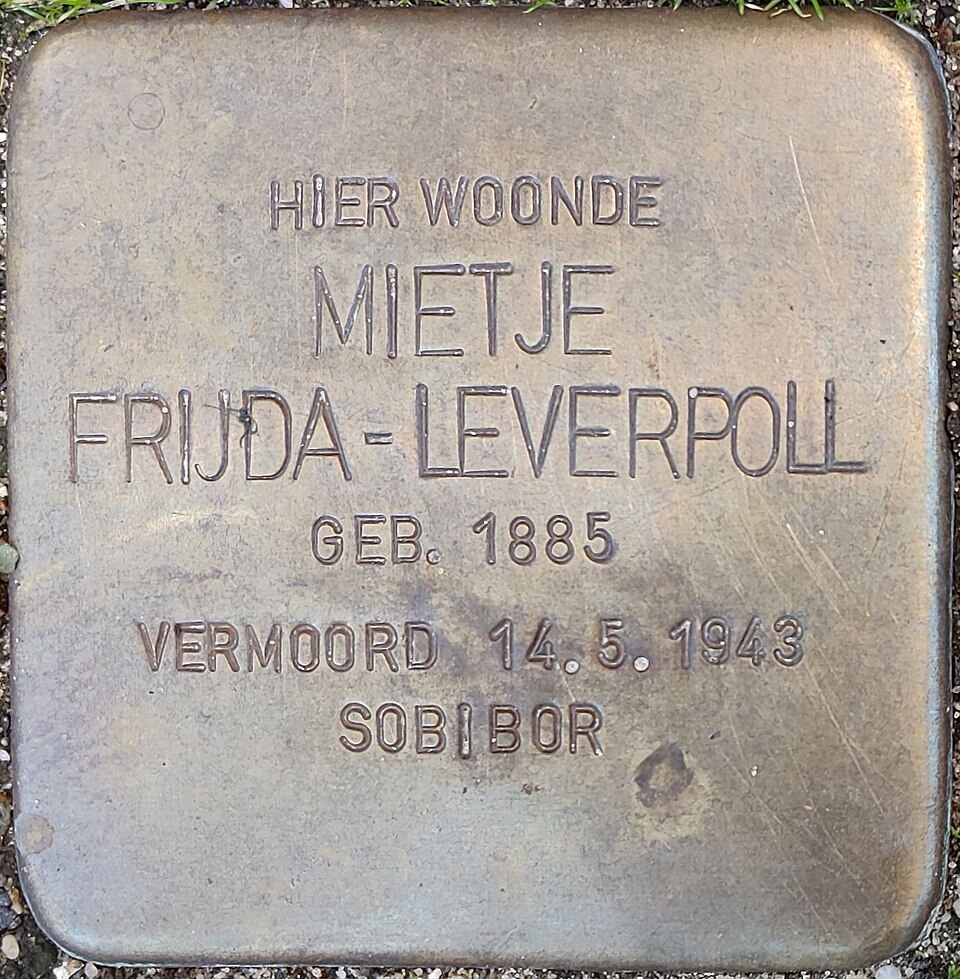 HIER WOONDE
MIETJE
FRIJDA-LEVERPOLL
GEB. 1885
VERMOORD 14.5.1943
SOBIBOR